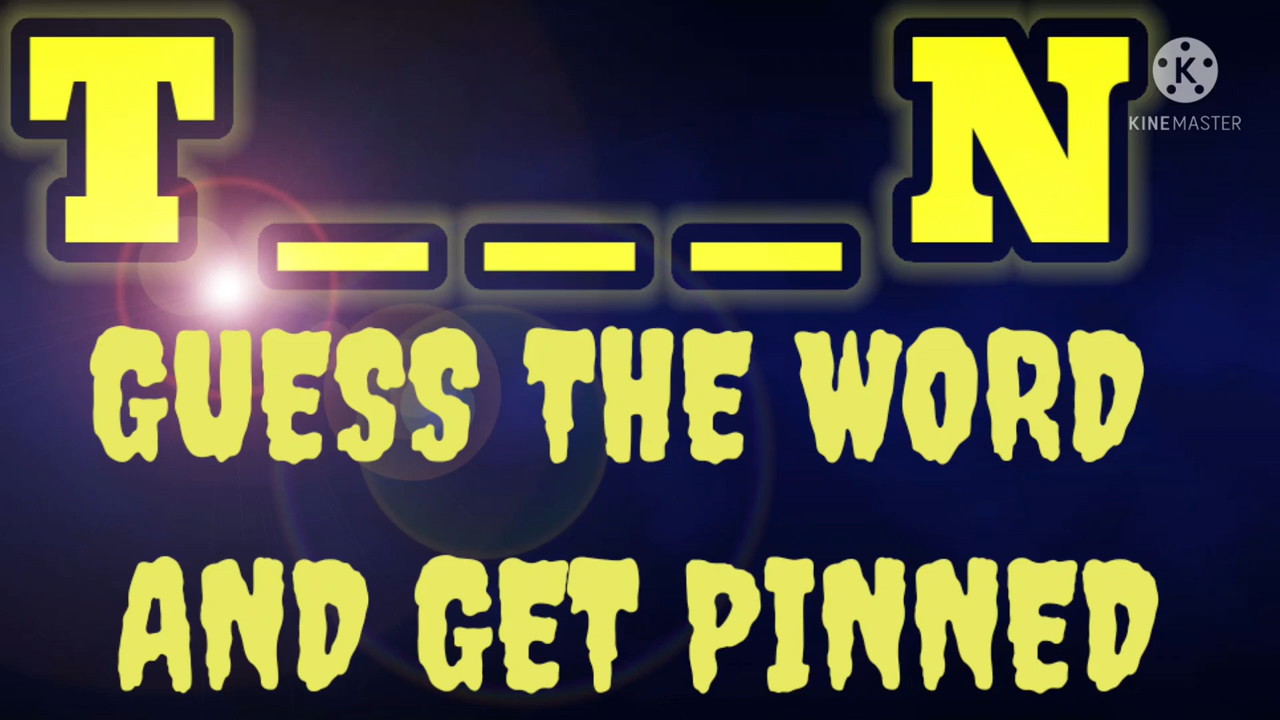 T _ _ _ N
K
KINEMASTER
GUESS THE WORD
AND GET PINNED